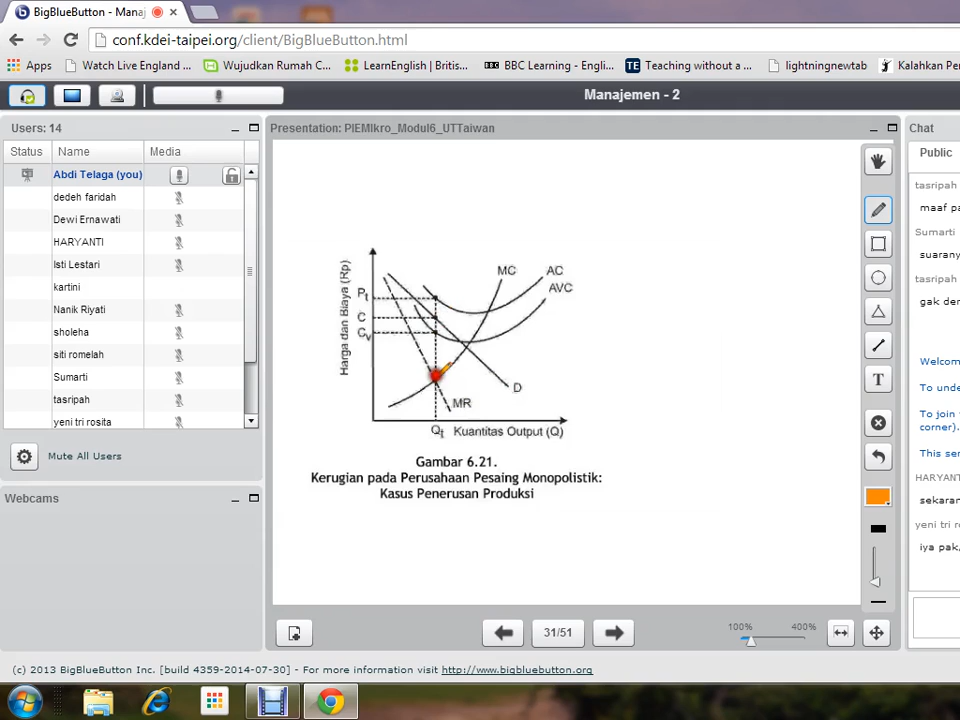 BigBlueButton - Manaj
conf.kdei-taipei.org/client/BigBlueButton.html
Apps
Watch Live England ...
Wujudkan Rumah C...
LearnEnglish | Britis...
BBC
BBC Learning - Engli...
TE
Teaching without a ...
lightningnewtab
Kalahkan Pe
Manajemen - 2
Users: 14
Status Name Media
Abdi Telaga (you)
dedeh faridah
Dewi Ernawati
HARYANTI
Isti Lestari
kartini
Nanik Riyati
sholeha
siti romelah
Sumarti
tasripah
yeni tri rosita
Mute All Users
Webcams
Presentation: PIEMIkro_Modul6_UTTaiwan
Harga dan Biaya (Rp)
MC
AC
AVC
Pt
C
Cv
D
MR
Qt Kuantitas Output (Q)
Gambar 6.21.
Kerugian pada Perusahaan Pesaing Monopolistik:
Kasus Penerusan Produksi
T
31/51
100%
400%
Chat
Public
tasripah
maaf pa
Sumarti
suarany
tasripah
gak der
Welcom
To unde
To join
corner).
This ser
HARYANT
sekaran
yeni tri ro
iya pak,
(c) 2013 BigBlueButton Inc. [build 4359-2014-07-30] - For more information visit http://www.bigbluebutton.org